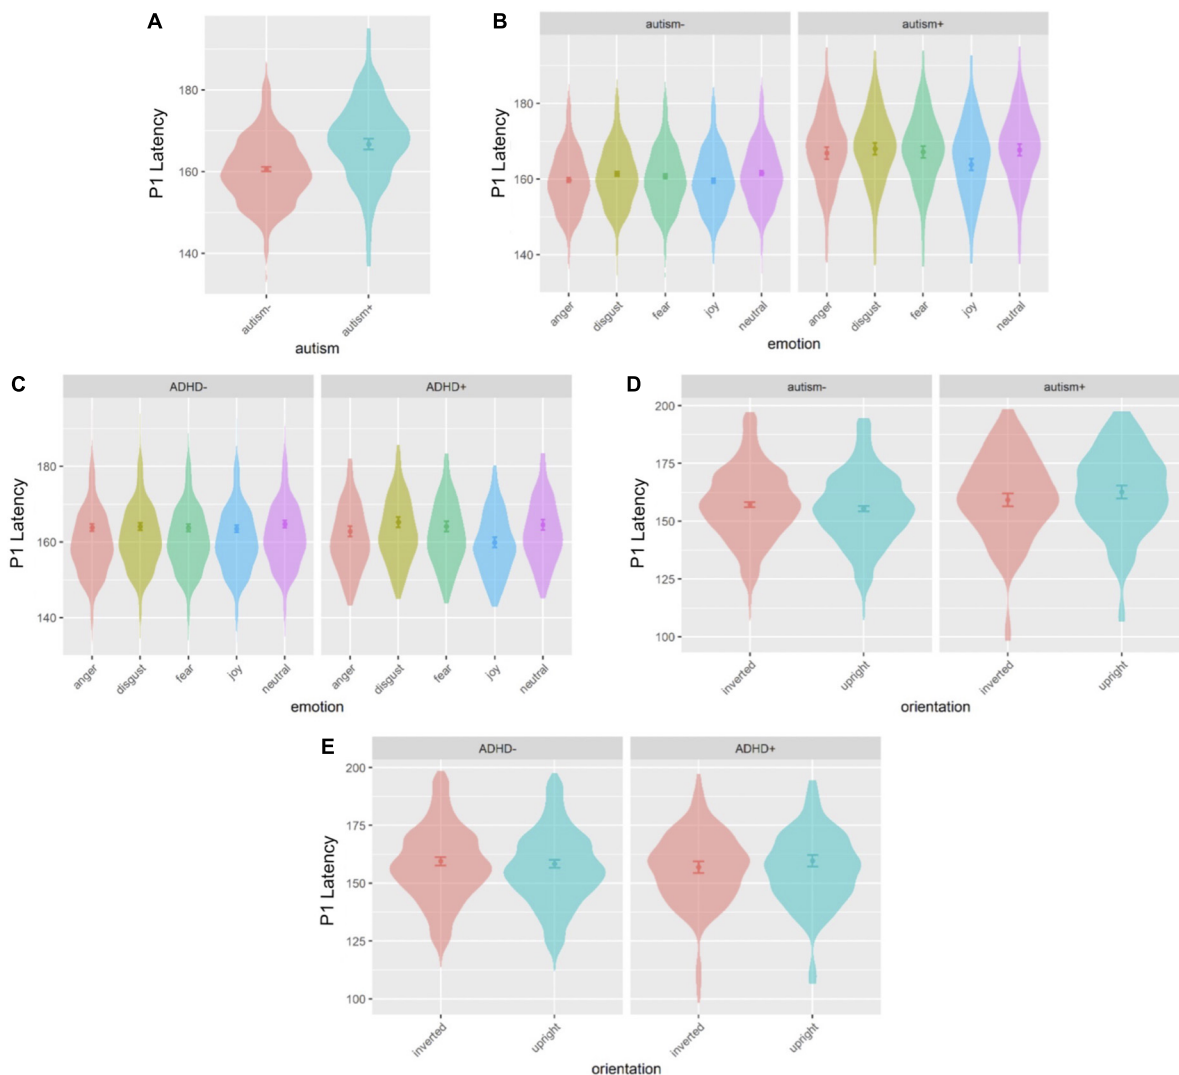 A
P1 Latency
180
160
140
autism-
autism+
autism
B
autism-
autism+
P1 Latency
180
160
140
anger
disgust
fear
joy
neutral
anger
disgust
fear
joy
neutral
emotion
C
ADHD-
ADHD+
P1 Latency
180
160
140
anger
disgust
fear
joy
neutral
anger
disgust
fear
joy
neutral
emotion
D
autism-
autism+
P1 Latency
200
175
150
125
100
inverted
upright
inverted
upright
orientation
E
ADHD-
ADHD+
P1 Latency
200
175
150
125
100
inverted
upright
inverted
upright
orientation